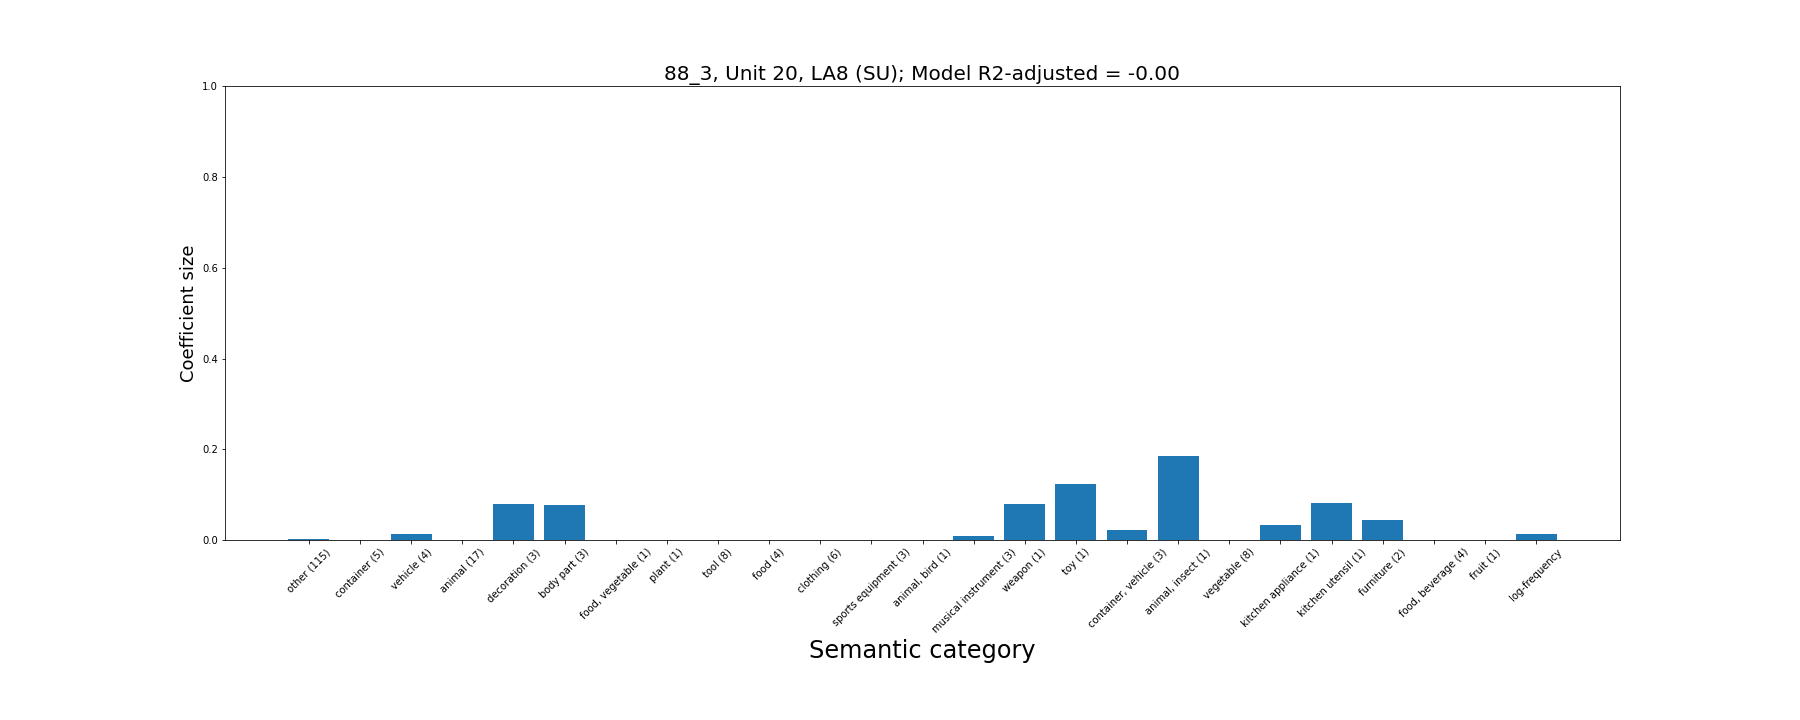 88_3, Unit 20, LA8 (SU); Model R2-adjusted = -0.00
Coefficient size
1.0
0.8
0.6
0.4
0.2
0.0
other (115)
container (5)
vehicle (4)
animal (17)
decoration (3)
body part (3)
food, vegetable (1)
plant (1)
tool (8)
food (4)
clothing (6)
sports equipment (3)
animal, bird (1)
musical instrument (3)
weapon (1)
toy (1)
container, vehicle (3)
animal, insect (1)
vegetable (8)
kitchen appliance (1)
kitchen utensil (1)
furniture (2)
food, beverage (4)
fruit (1)
log-frequency
Semantic category